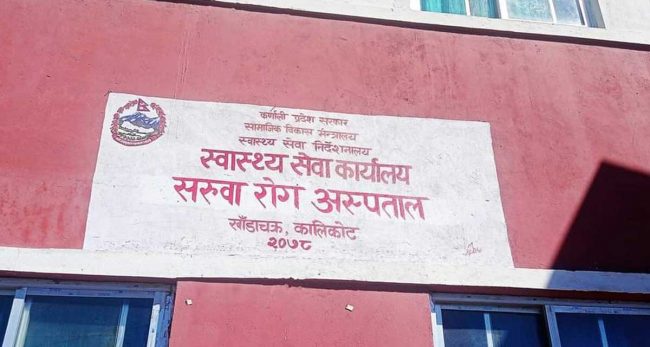 कर्णाली प्रदेश सरकार
सामाजिक विकास मन्त्रालय
स्वास्थ्य सेवा निर्देशनालय
स्वास्थ्य सेवा कार्यालय
सरुवा रोग अस्पताल
खाँडाचक्र, कालिकोट
२०७८